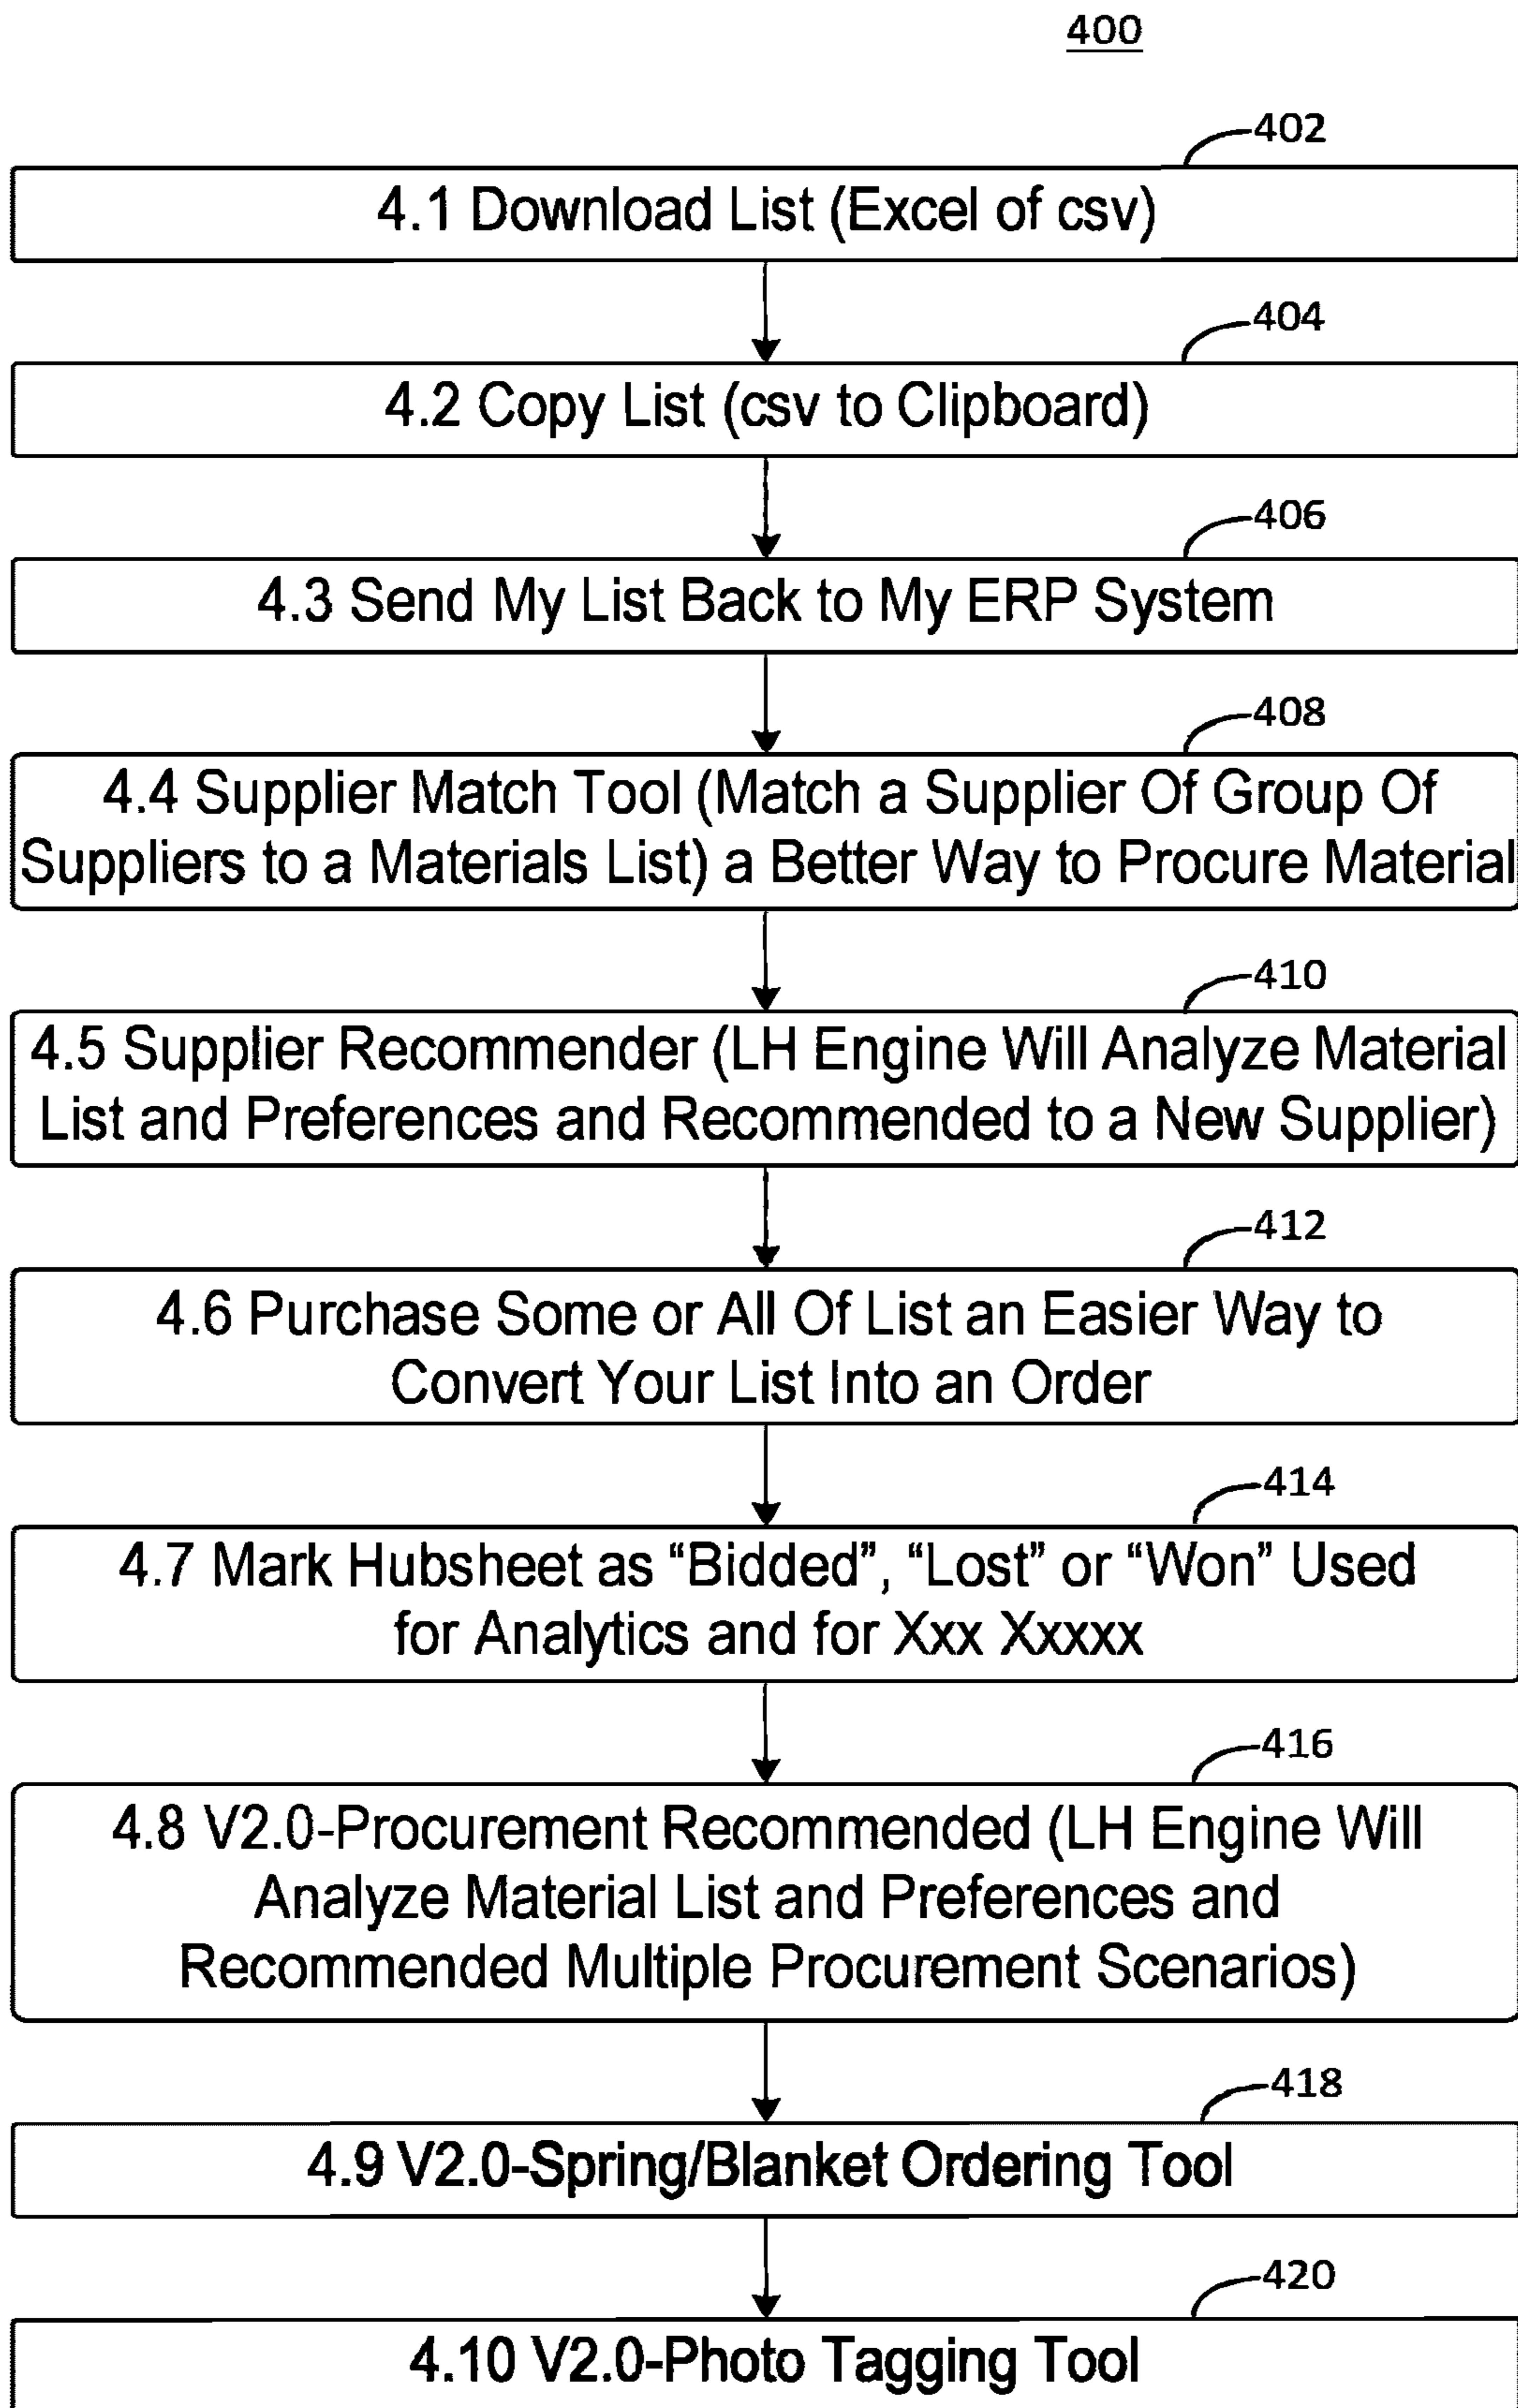 400
402
4.1 Download List (Excel of csv)
404
4.2 Copy List (csv to Clipboard)
406
4.3 Send My List Back to My ERP System
408
4.4 Supplier Match Tool (Match a Supplier Of Group Of
Suppliers to a Materials List) a Better Way to Procure Material
410
4.5 Supplier Recommender (LH Engine Will Analyze Material
List and Preferences and Recommended to a New Supplier)
412
4.6 Purchase Some or All Of List an Easier Way to
Convert Your List Into an Order
414
4.7 Mark Hubsheet as “Bidded”, “Lost” or “Won” Used
for Analytics and for Xxx Xxxxx
416
4.8 V2.0-Procurement Recommended (LH Engine Will
Analyze Material List and Preferences and
Recommended Multiple Procurement Scenarios)
418
4.9 V2.0-Spring/Blanket Ordering Tool
420
4.10 V2.0-Photo Tagging Tool